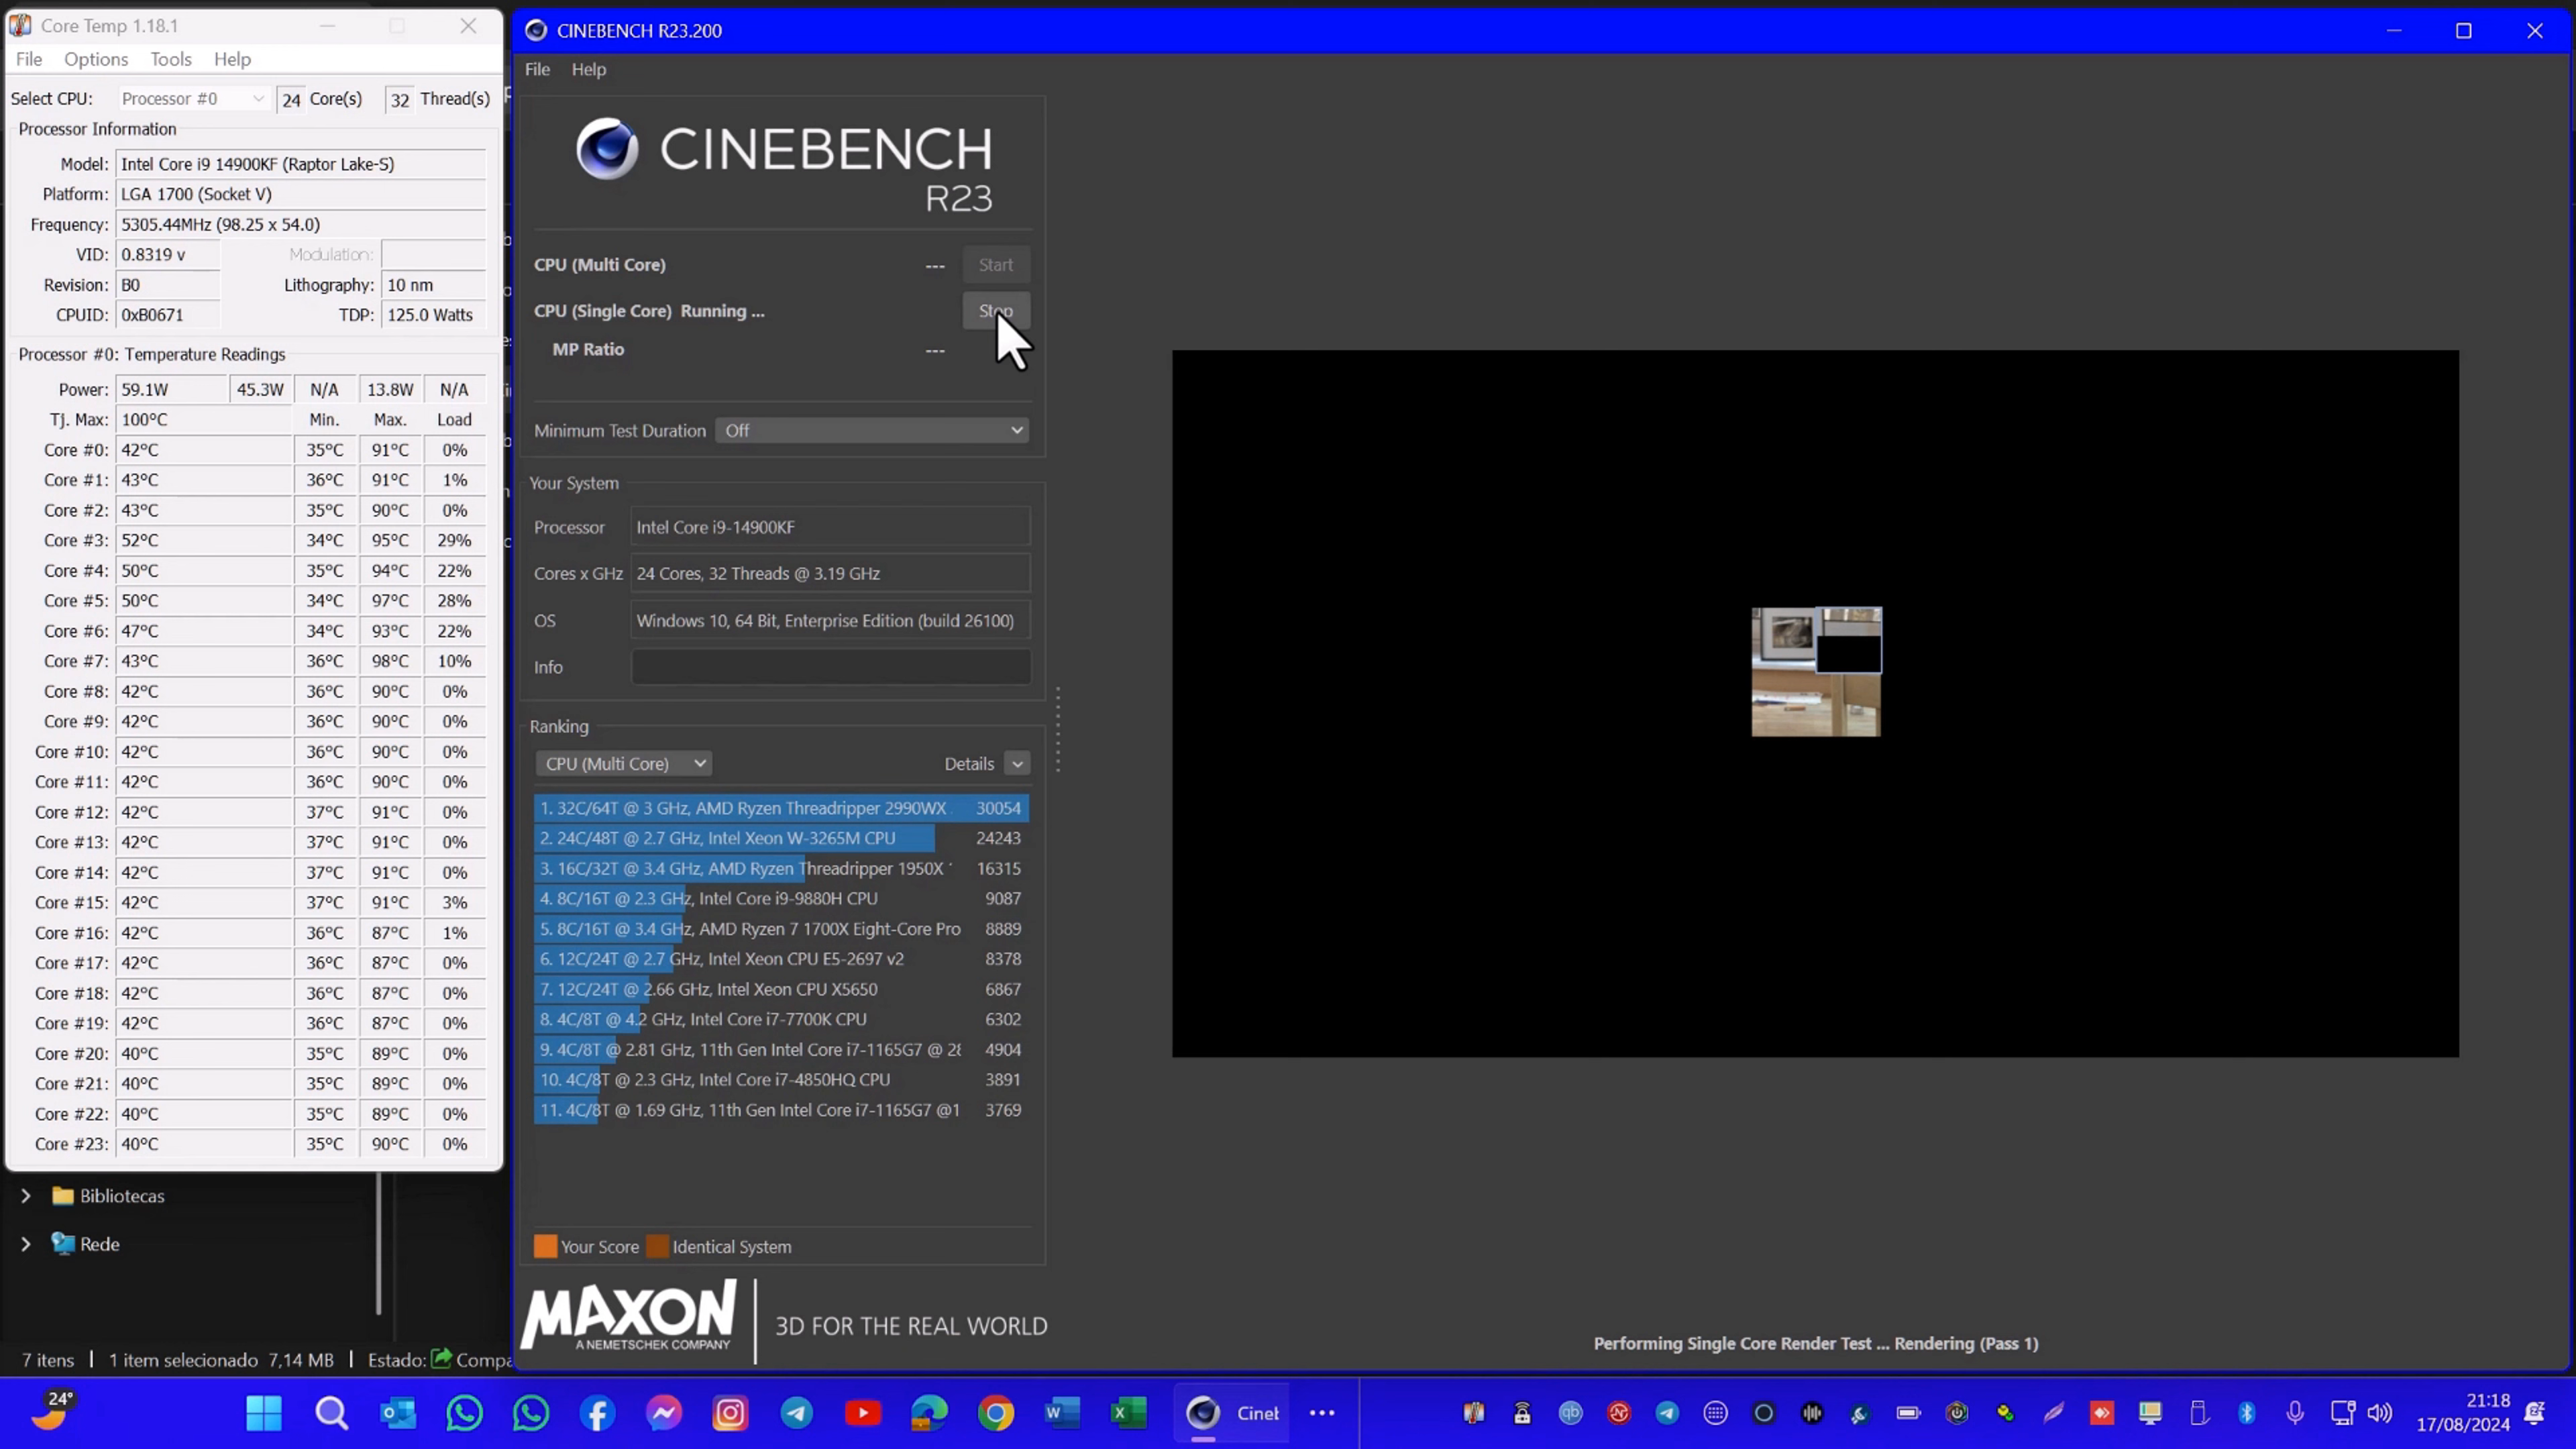 Core Temp 1.18.1
File Options Tools Help
Select CPU: Processor #0 24 Core(s) 32 Thread(s)
Processor Information
Model: Intel Core i9 14900KF (Raptor Lake-S)
Platform: LGA 1700 (Socket V)
Frequency: 5305.44MHz (98.25 x 54.0)
VID: 0.8319 v Modulation:
Revision: B0 Lithography: 10 nm
CPUID: 0xB0671 TDP: 125.0 Watts
Processor #0: Temperature Readings
Power: 59.1W 45.3W N/A 13.8W N/A
Tj. Max: 100°C Min. Max. Load
Core #0: 42°C 35°C 91°C 0%
Core #1: 43°C 36°C 91°C 1%
Core #2: 43°C 35°C 90°C 0%
Core #3: 52°C 34°C 95°C 29%
Core #4: 50°C 35°C 94°C 22%
Core #5: 50°C 34°C 97°C 28%
Core #6: 47°C 34°C 93°C 22%
Core #7: 43°C 36°C 98°C 10%
Core #8: 42°C 36°C 90°C 0%
Core #9: 42°C 36°C 90°C 0%
Core #10: 42°C 36°C 90°C 0%
Core #11: 42°C 36°C 90°C 0%
Core #12: 42°C 37°C 91°C 0%
Core #13: 42°C 37°C 91°C 0%
Core #14: 42°C 37°C 91°C 0%
Core #15: 42°C 37°C 91°C 3%
Core #16: 42°C 36°C 87°C 1%
Core #17: 42°C 36°C 87°C 0%
Core #18: 42°C 36°C 87°C 0%
Core #19: 42°C 36°C 87°C 0%
Core #20: 40°C 35°C 89°C 0%
Core #21: 40°C 35°C 89°C 0%
Core #22: 40°C 35°C 89°C 0%
Core #23: 40°C 35°C 90°C 0%
Bibliotecas
Rede
7 itens | 1 item selecionado 7,14 MB | Estado: Compa
CINEBENCH R23.200
File Help
CINEBENCH
R23
CPU (Multi Core) --- Start
CPU (Single Core) Running ... Stop
MP Ratio ---
Minimum Test Duration Off
Your System
Processor Intel Core i9-14900KF
Cores x GHz 24 Cores, 32 Threads @ 3.19 GHz
OS Windows 10, 64 Bit, Enterprise Edition (build 26100)
Info
Ranking
CPU (Multi Core) Details
1. 32C/64T @ 3 GHz, AMD Ryzen Threadripper 2990WX 30054
2. 24C/48T @ 2.7 GHz, Intel Xeon W-3265M CPU 24243
3. 16C/32T @ 3.4 GHz, AMD Ryzen Threadripper 1950X 16315
4. 8C/16T @ 2.3 GHz, Intel Core i9-9880H CPU 9087
5. 8C/16T @ 3.4 GHz, AMD Ryzen 7 1700X Eight-Core Pro 8889
6. 12C/24T @ 2.7 GHz, Intel Xeon CPU E5-2697 v2 8378
7. 12C/24T @ 2.66 GHz, Intel Xeon CPU X5650 6867
8. 4C/8T @ 4.2 GHz, Intel Core i7-7700K CPU 6302
9. 4C/8T @ 2.81 GHz, 11th Gen Intel Core i7-1165G7 @ 28 4904
10. 4C/8T @ 2.3 GHz, Intel Core i7-4850HQ CPU 3891
11. 4C/8T @ 1.69 GHz, 11th Gen Intel Core i7-1165G7 @1 3769
Your Score Identical System
MAXON
A NEMETSCHEK COMPANY
3D FOR THE REAL WORLD
Performing Single Core Render Test ... Rendering (Pass 1)
24°
Cinet
21:18
17/08/2024